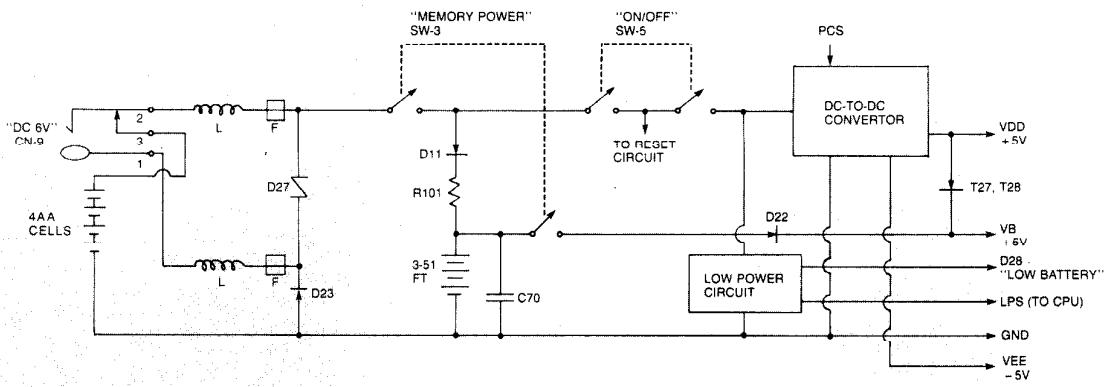 "MEMORY POWER"
SW-3
"ON/OFF"
SW-5
PCS
"DC 6V"
CN-9
2
3
1
L
F
DC-TO-DC
CONVERTOR
TO RESET
CIRCUIT
VDD
+5V
D11
R101
D27
T27, T28
4AA
CELLS
D22
VB
+5V
3-51
FT
C70
L
F
D23
LOW POWER
CIRCUIT
D28
"LOW BATTERY"
LPS (TO CPU)
GND
VEE
-5V